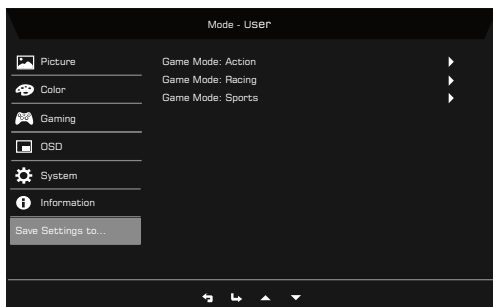 Mode - User
Picture
Color
Gaming
OSD
System
Information
Save Settings to...
Game Mode: Action
Game Mode: Racing
Game Mode: Sports